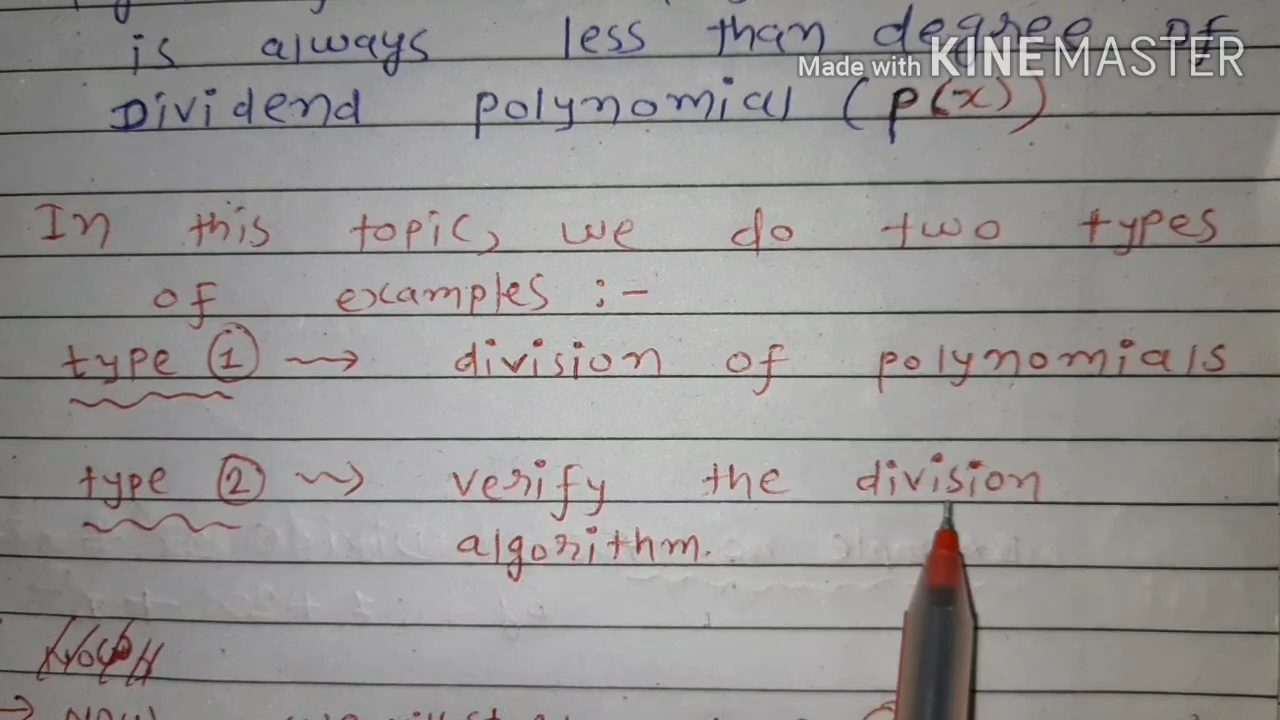 is always less than degree of
Made with KINEMASTER
Dividend polynomial (p(x))
In this topic, we do two types
of examples :-
type ① → division of polynomials
type ② → verify the division
algorithm.